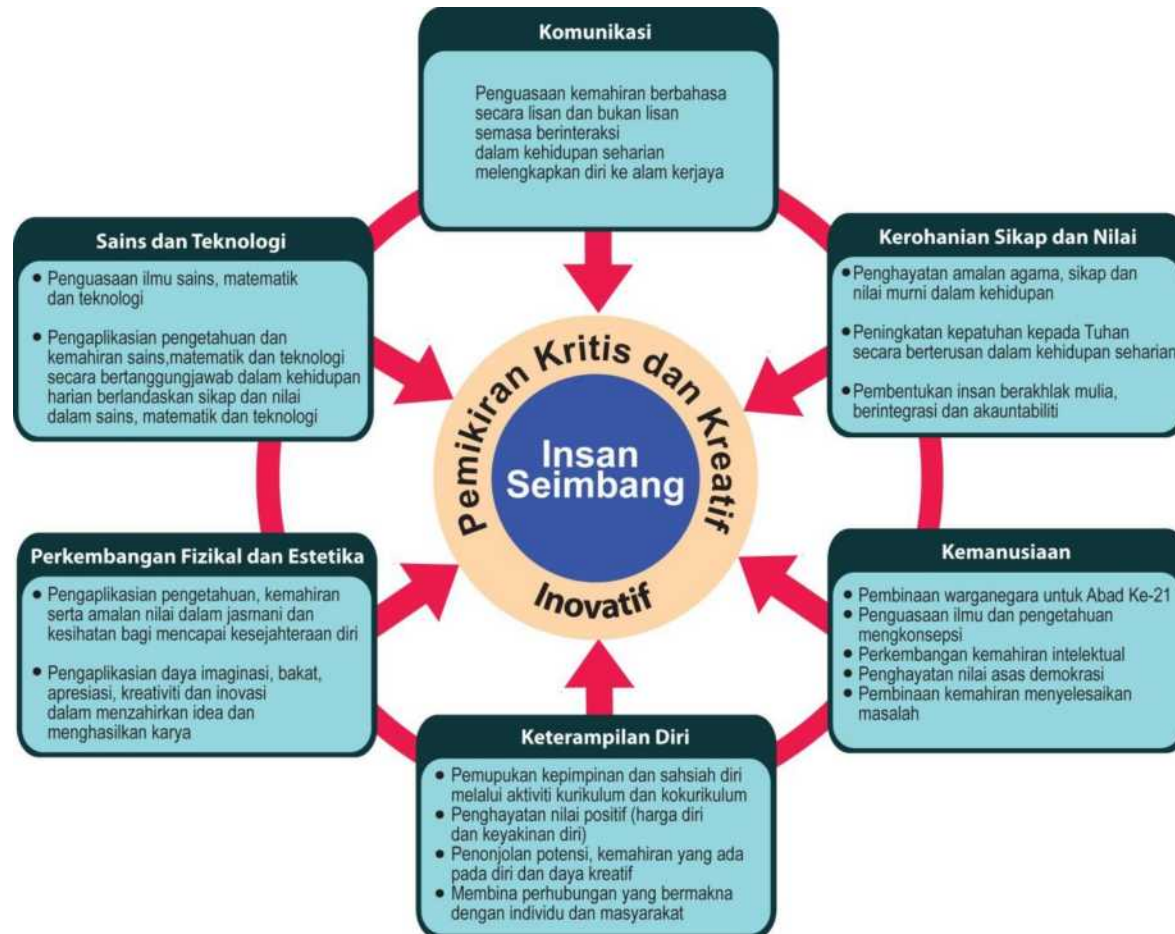 Komunikasi
Penguasaan kemahiran berbahasa
secara lisan dan bukan lisan
semasa berinteraksi
dalam kehidupan seharian
melengkapkan diri ke alam kerjaya
Sains dan Teknologi
● Penguasaan ilmu sains, matematik
dan teknologi
● Pengaplikasian pengetahuan dan
kemahiran sains,matematik dan teknologi
secara bertanggungjawab dalam kehidupan
harian berlandaskan sikap dan nilai
dalam sains, matematik dan teknologi
Kerohanian Sikap dan Nilai
● Penghayatan amalan agama, sikap dan
nilai murni dalam kehidupan
● Peningkatan kepatuhan kepada Tuhan
secara berterusan dalam kehidupan seharian
● Pembentukan insan berakhlak mulia,
berintegrasi dan akauntabiliti
Pemikiran Kritis dan Kreatif
Insan
Seimbang
Inovatif
Perkembangan Fizikal dan Estetika
● Pengaplikasian pengetahuan, kemahiran
serta amalan nilai dalam jasmani dan
kesihatan bagi mencapai kesejahteraan diri
● Pengaplikasian daya imaginasi, bakat,
apresiasi, kreativiti dan inovasi
dalam menzahirkan idea dan
menghasilkan karya
Kemanusiaan
● Pembinaan warganegara untuk Abad Ke-21
● Penguasaan ilmu dan pengetahuan
mengkonsepsi
● Perkembangan kemahiran intelektual
● Penghayatan nilai asas demokrasi
● Pembinaan kemahiran menyelesaikan
masalah
Keterampilan Diri
● Pemupukan kepimpinan dan sahsiah diri
melalui aktiviti kurikulum dan kokurikulum
● Penghayatan nilai positif (harga diri
dan keyakinan diri)
● Penonjolan potensi, kemahiran yang ada
pada diri dan daya kreatif
● Membina perhubungan yang bermakna
dengan individu dan masyarakat